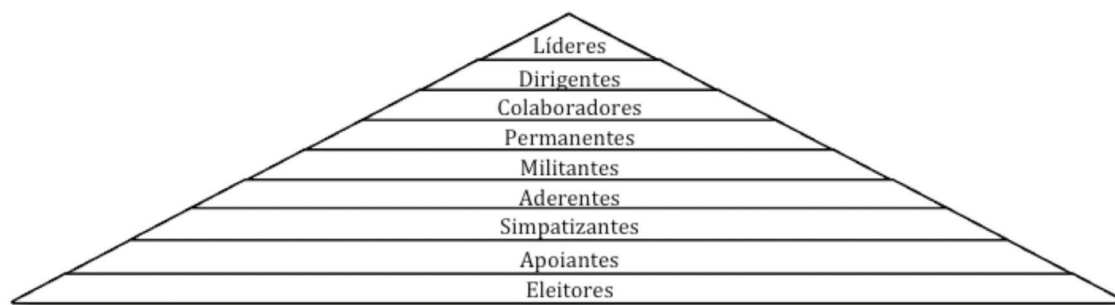 Líderes
Dirigentes
Colaboradores
Permanentes
Militantes
Aderentes
Simpatizantes
Apoiantes
Eleitores